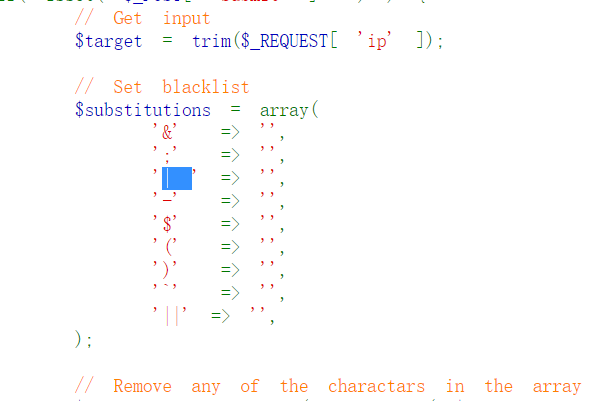 // Get input
$target = trim($_REQUEST[ 'ip' ]);
// Set blacklist
$substitutions = array(
'&' => '',
';' => '',
'| ' => '',
'-' => '',
'$' => '',
'(' => '',
')' => '',
'`' => '',
'||' => '',
);
// Remove any of the charactars in the array